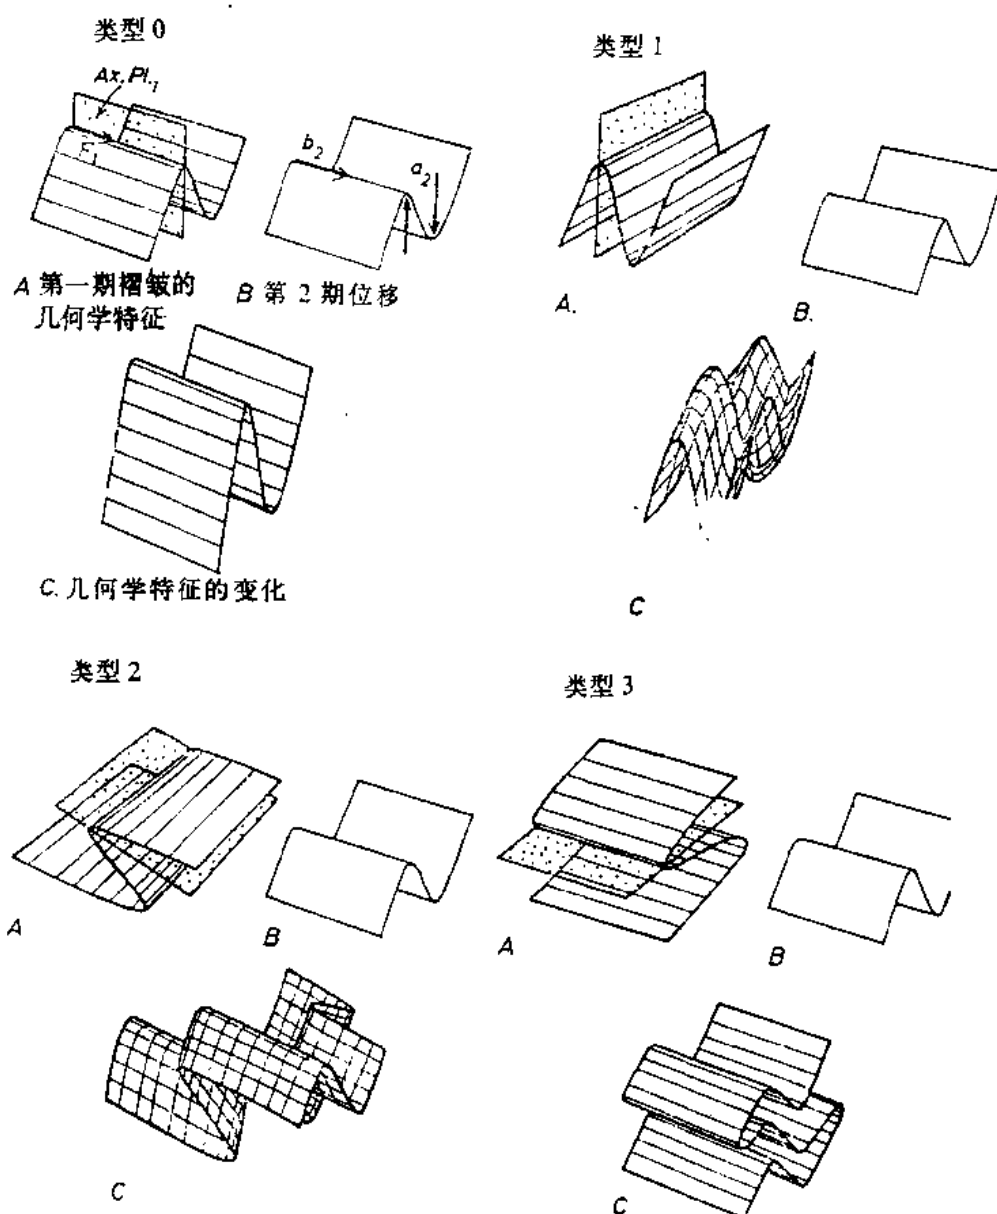 类型 0
类型 1
Ax.Pl.1
F1
b2
a2
A 第一期褶皱的
几何学特征
B 第 2 期位移
A.
B.
C. 几何学特征的变化
C
类型 2
类型 3
A
B
A
B
C
C